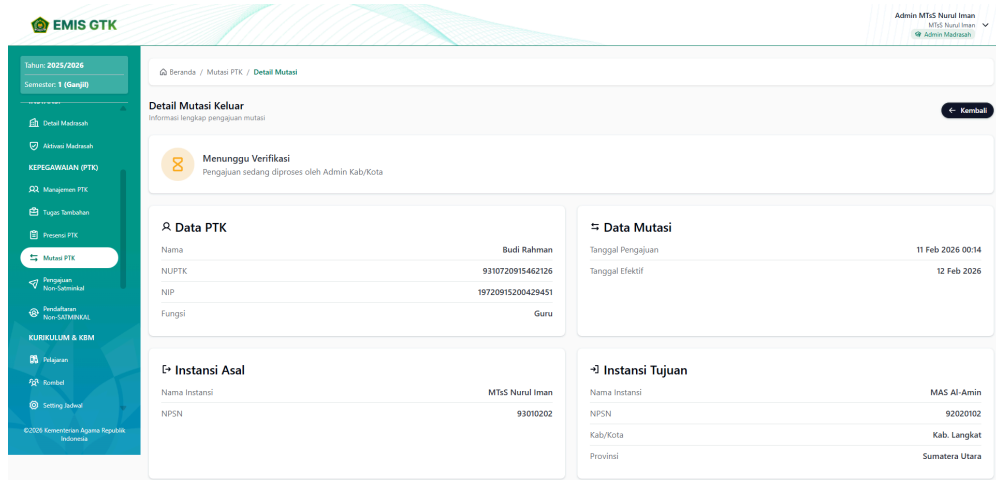 EMIS GTK
Admin MTsS Nurul Iman
MTsS Nurul Iman
Admin Madrasah
Tahun: 2025/2026
Semester: 1 (Ganjil)
Detail Madrasah
Aktivasi Madrasah
KEPEGAWAIAN (PTK)
Manajemen PTK
Tugas Tambahan
Presensi PTK
Mutasi PTK
Pengajuan
Non-Satminkal
Pendaftaran
Non-SATMINKAL
KURIKULUM & KBM
Pelajaran
Rombel
Setting Jadwal
©2026 Kementerian Agama Republik
Indonesia
Beranda / Mutasi PTK / Detail Mutasi
Detail Mutasi Keluar
Informasi lengkap pengajuan mutasi
Kembali
Menunggu Verifikasi
Pengajuan sedang diproses oleh Admin Kab/Kota
Data PTK
Nama Budi Rahman
NUPTK 9310720915462126
NIP 19720915200429451
Fungsi Guru
Data Mutasi
Tanggal Pengajuan 11 Feb 2026 00:14
Tanggal Efektif 12 Feb 2026
Instansi Asal
Nama Instansi MTsS Nurul Iman
NPSN 93010202
Instansi Tujuan
Nama Instansi MAS Al-Amin
NPSN 92020102
Kab/Kota Kab. Langkat
Provinsi Sumatera Utara